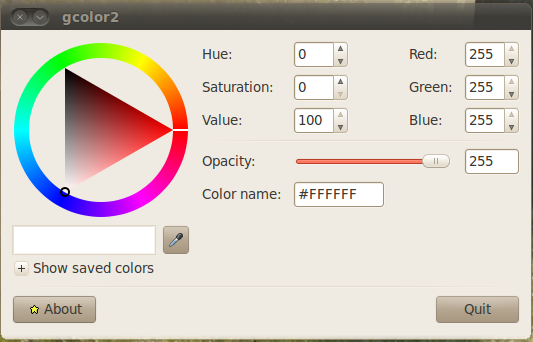 gcolor2
Hue: 0 Red: 255
Saturation: 0 Green: 255
Value: 100 Blue: 255
Opacity: 255
Color name: #FFFFFF
Show saved colors
About Quit